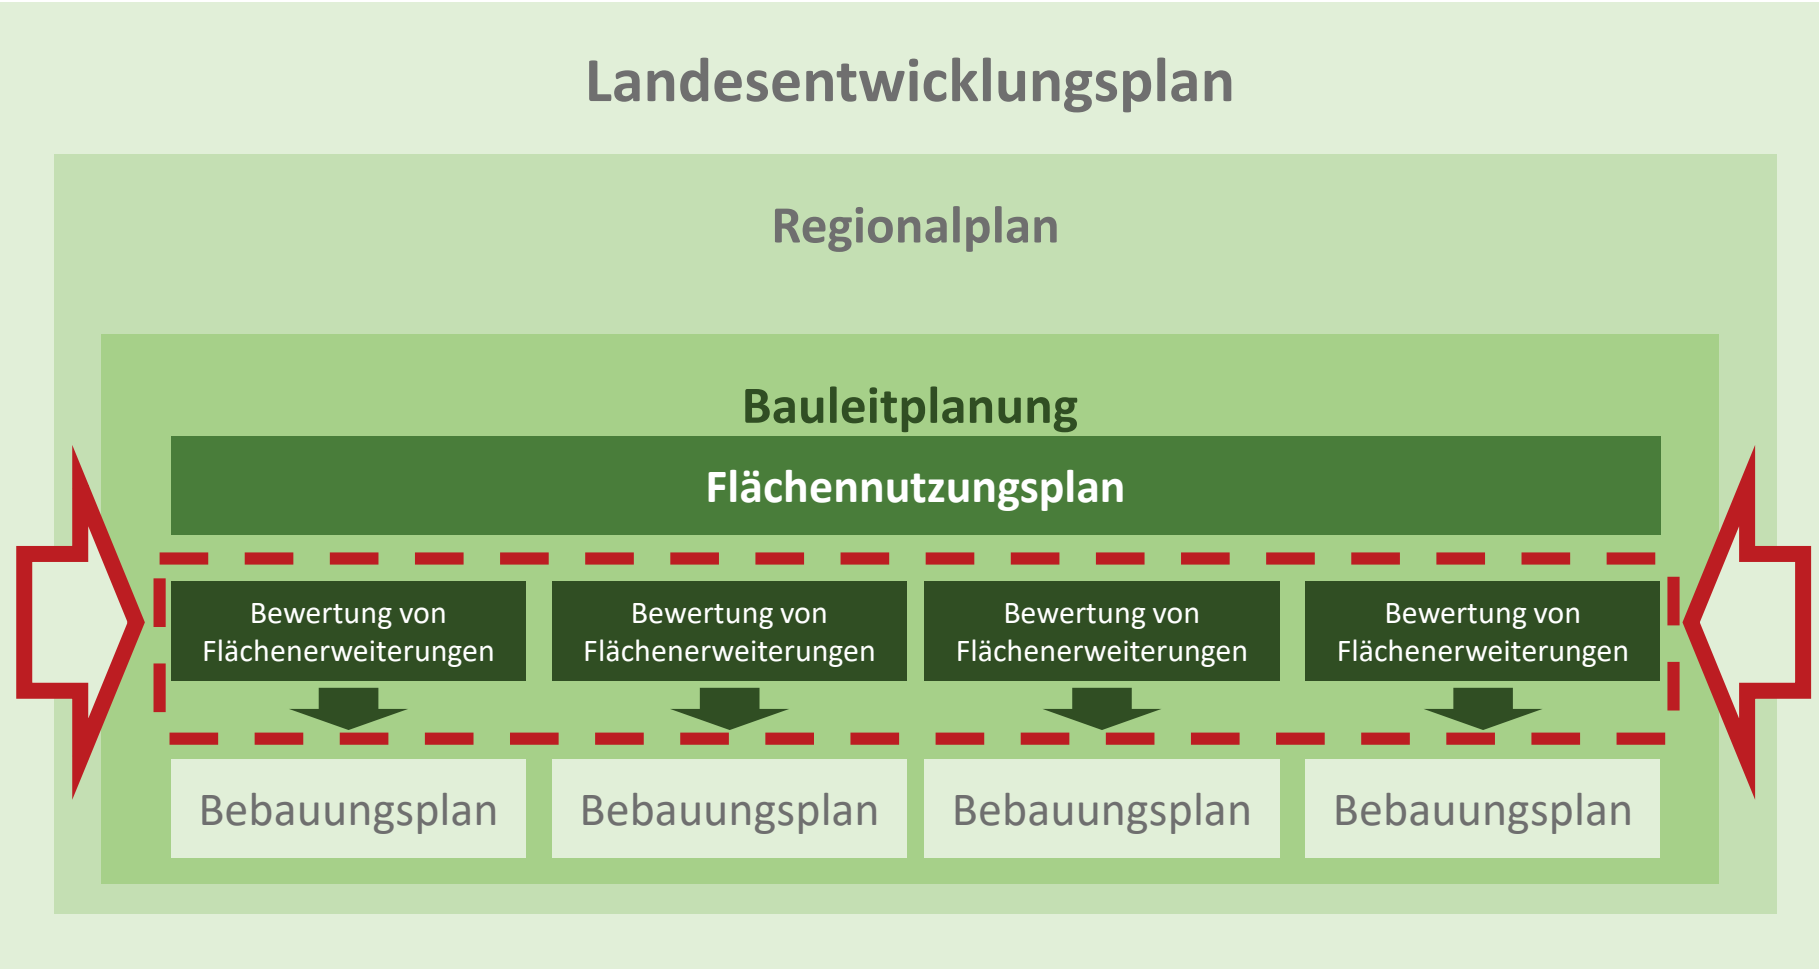 Landesentwicklungsplan
Regionalplan
Bauleitplanung
Flächennutzungsplan
Bewertung von
Flächenerweiterungen
Bewertung von
Flächenerweiterungen
Bewertung von
Flächenerweiterungen
Bewertung von
Flächenerweiterungen
Bebauungsplan
Bebauungsplan
Bebauungsplan
Bebauungsplan